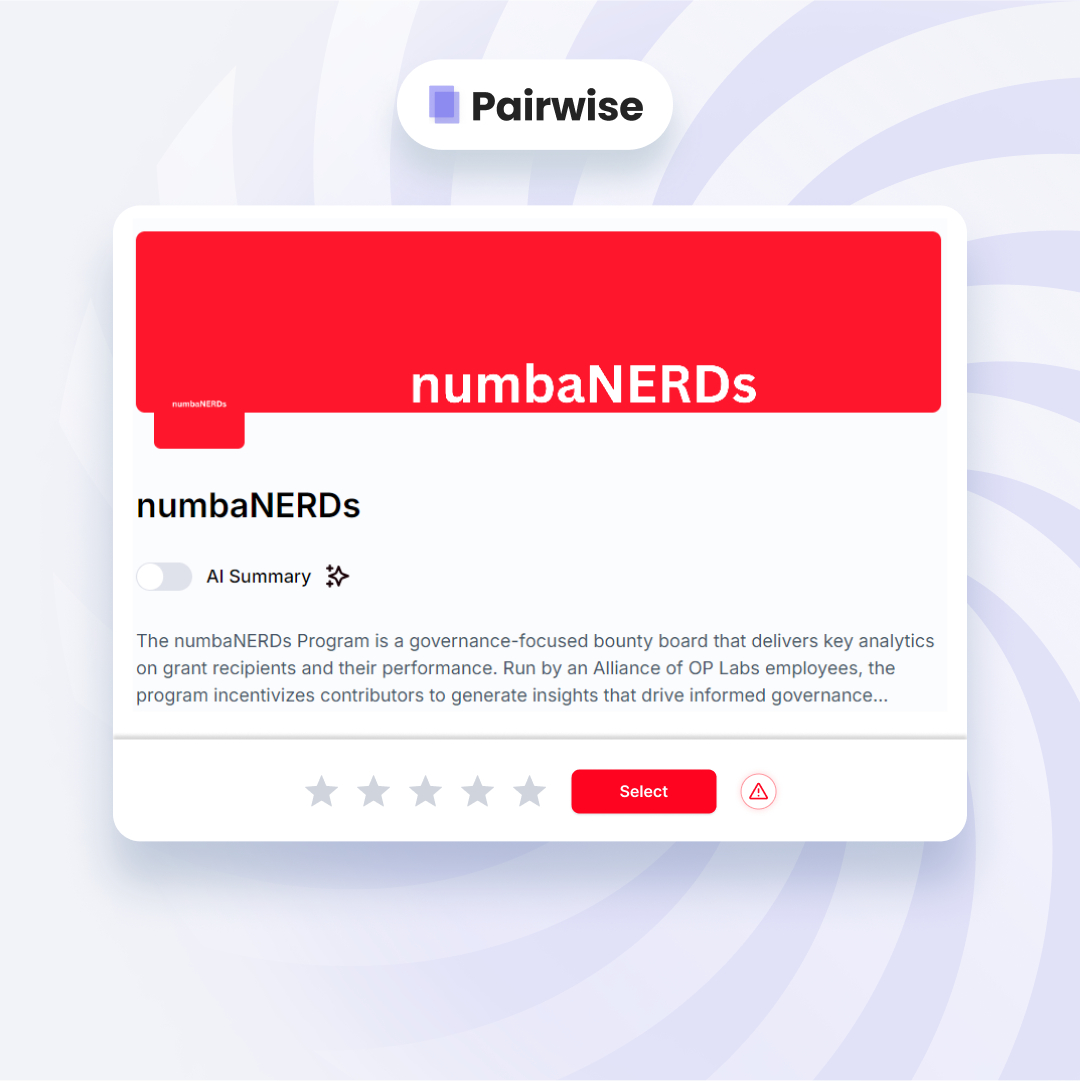 Pairwise
numbaNERDs
numbaNERDs
numbaNERDs
AI Summary
The numbaNERDs Program is a governance-focused bounty board that delivers key analytics
on grant recipients and their performance. Run by an Alliance of OP Labs employees, the
program incentivizes contributors to generate insights that drive informed governance...
Select